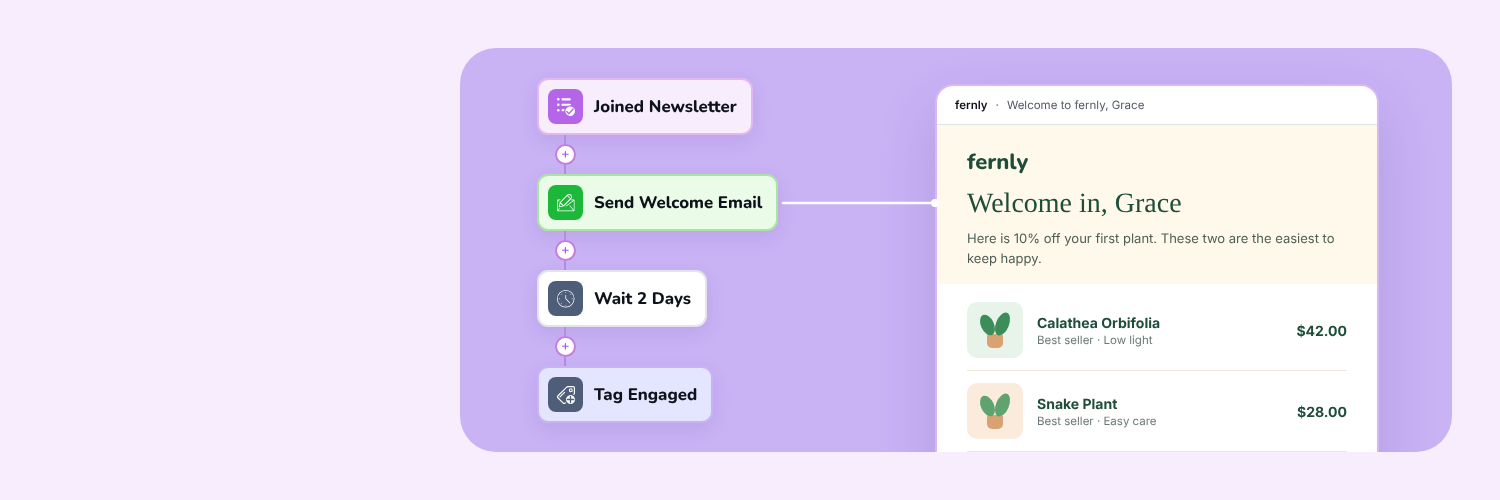 Joined Newsletter
+
Send Welcome Email
+
Wait 2 Days
+
Tag Engaged
fernly · Welcome to fernly, Grace
fernly
Welcome in, Grace
Here is 10% off your first plant. These two are the easiest to
keep happy.
Calathea Orbifolia
Best seller · Low light
$42.00
Snake Plant
Best seller · Easy care
$28.00